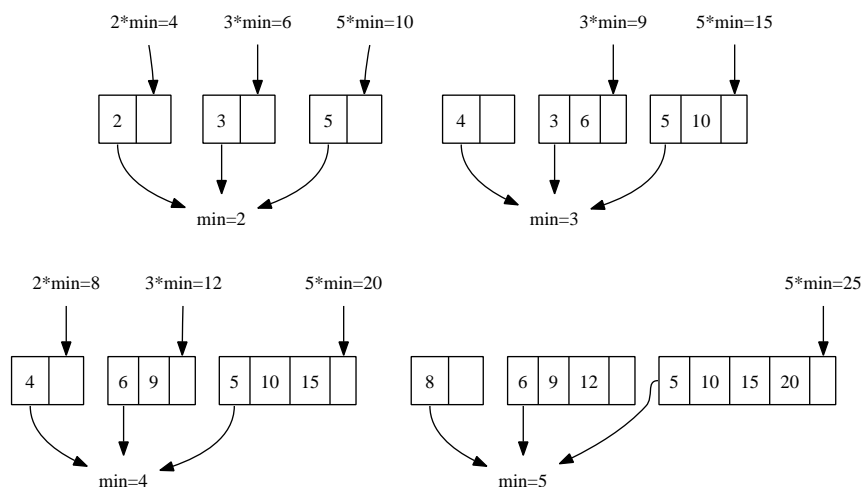 2*min=4 3*min=6 5*min=10
2 3 5
min=2
3*min=9 5*min=15
4 3 6 5 10
min=3
2*min=8 3*min=12 5*min=20
4 6 9 5 10 15
min=4
5*min=25
8 6 9 12 5 10 15 20
min=5